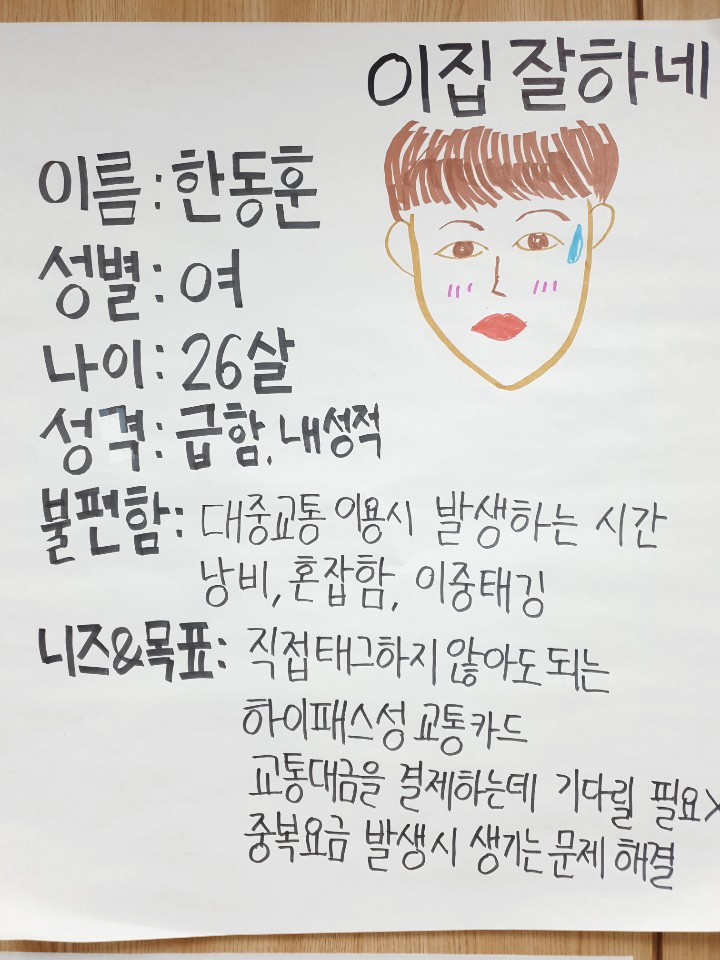 이집 잘하네
이름: 한동훈
성별: 여
나이: 26살
성격: 급함, 내성적
불편함: 대중교통 이용시 발생하는 시간
낭비, 혼잡함, 이중태깅
니즈&목표: 직접 태그하지 않아도 되는
하이패스성 교통카드
교통대금을 결제하는데 기다릴 필요X
중복요금 발생시 생기는 문제 해결